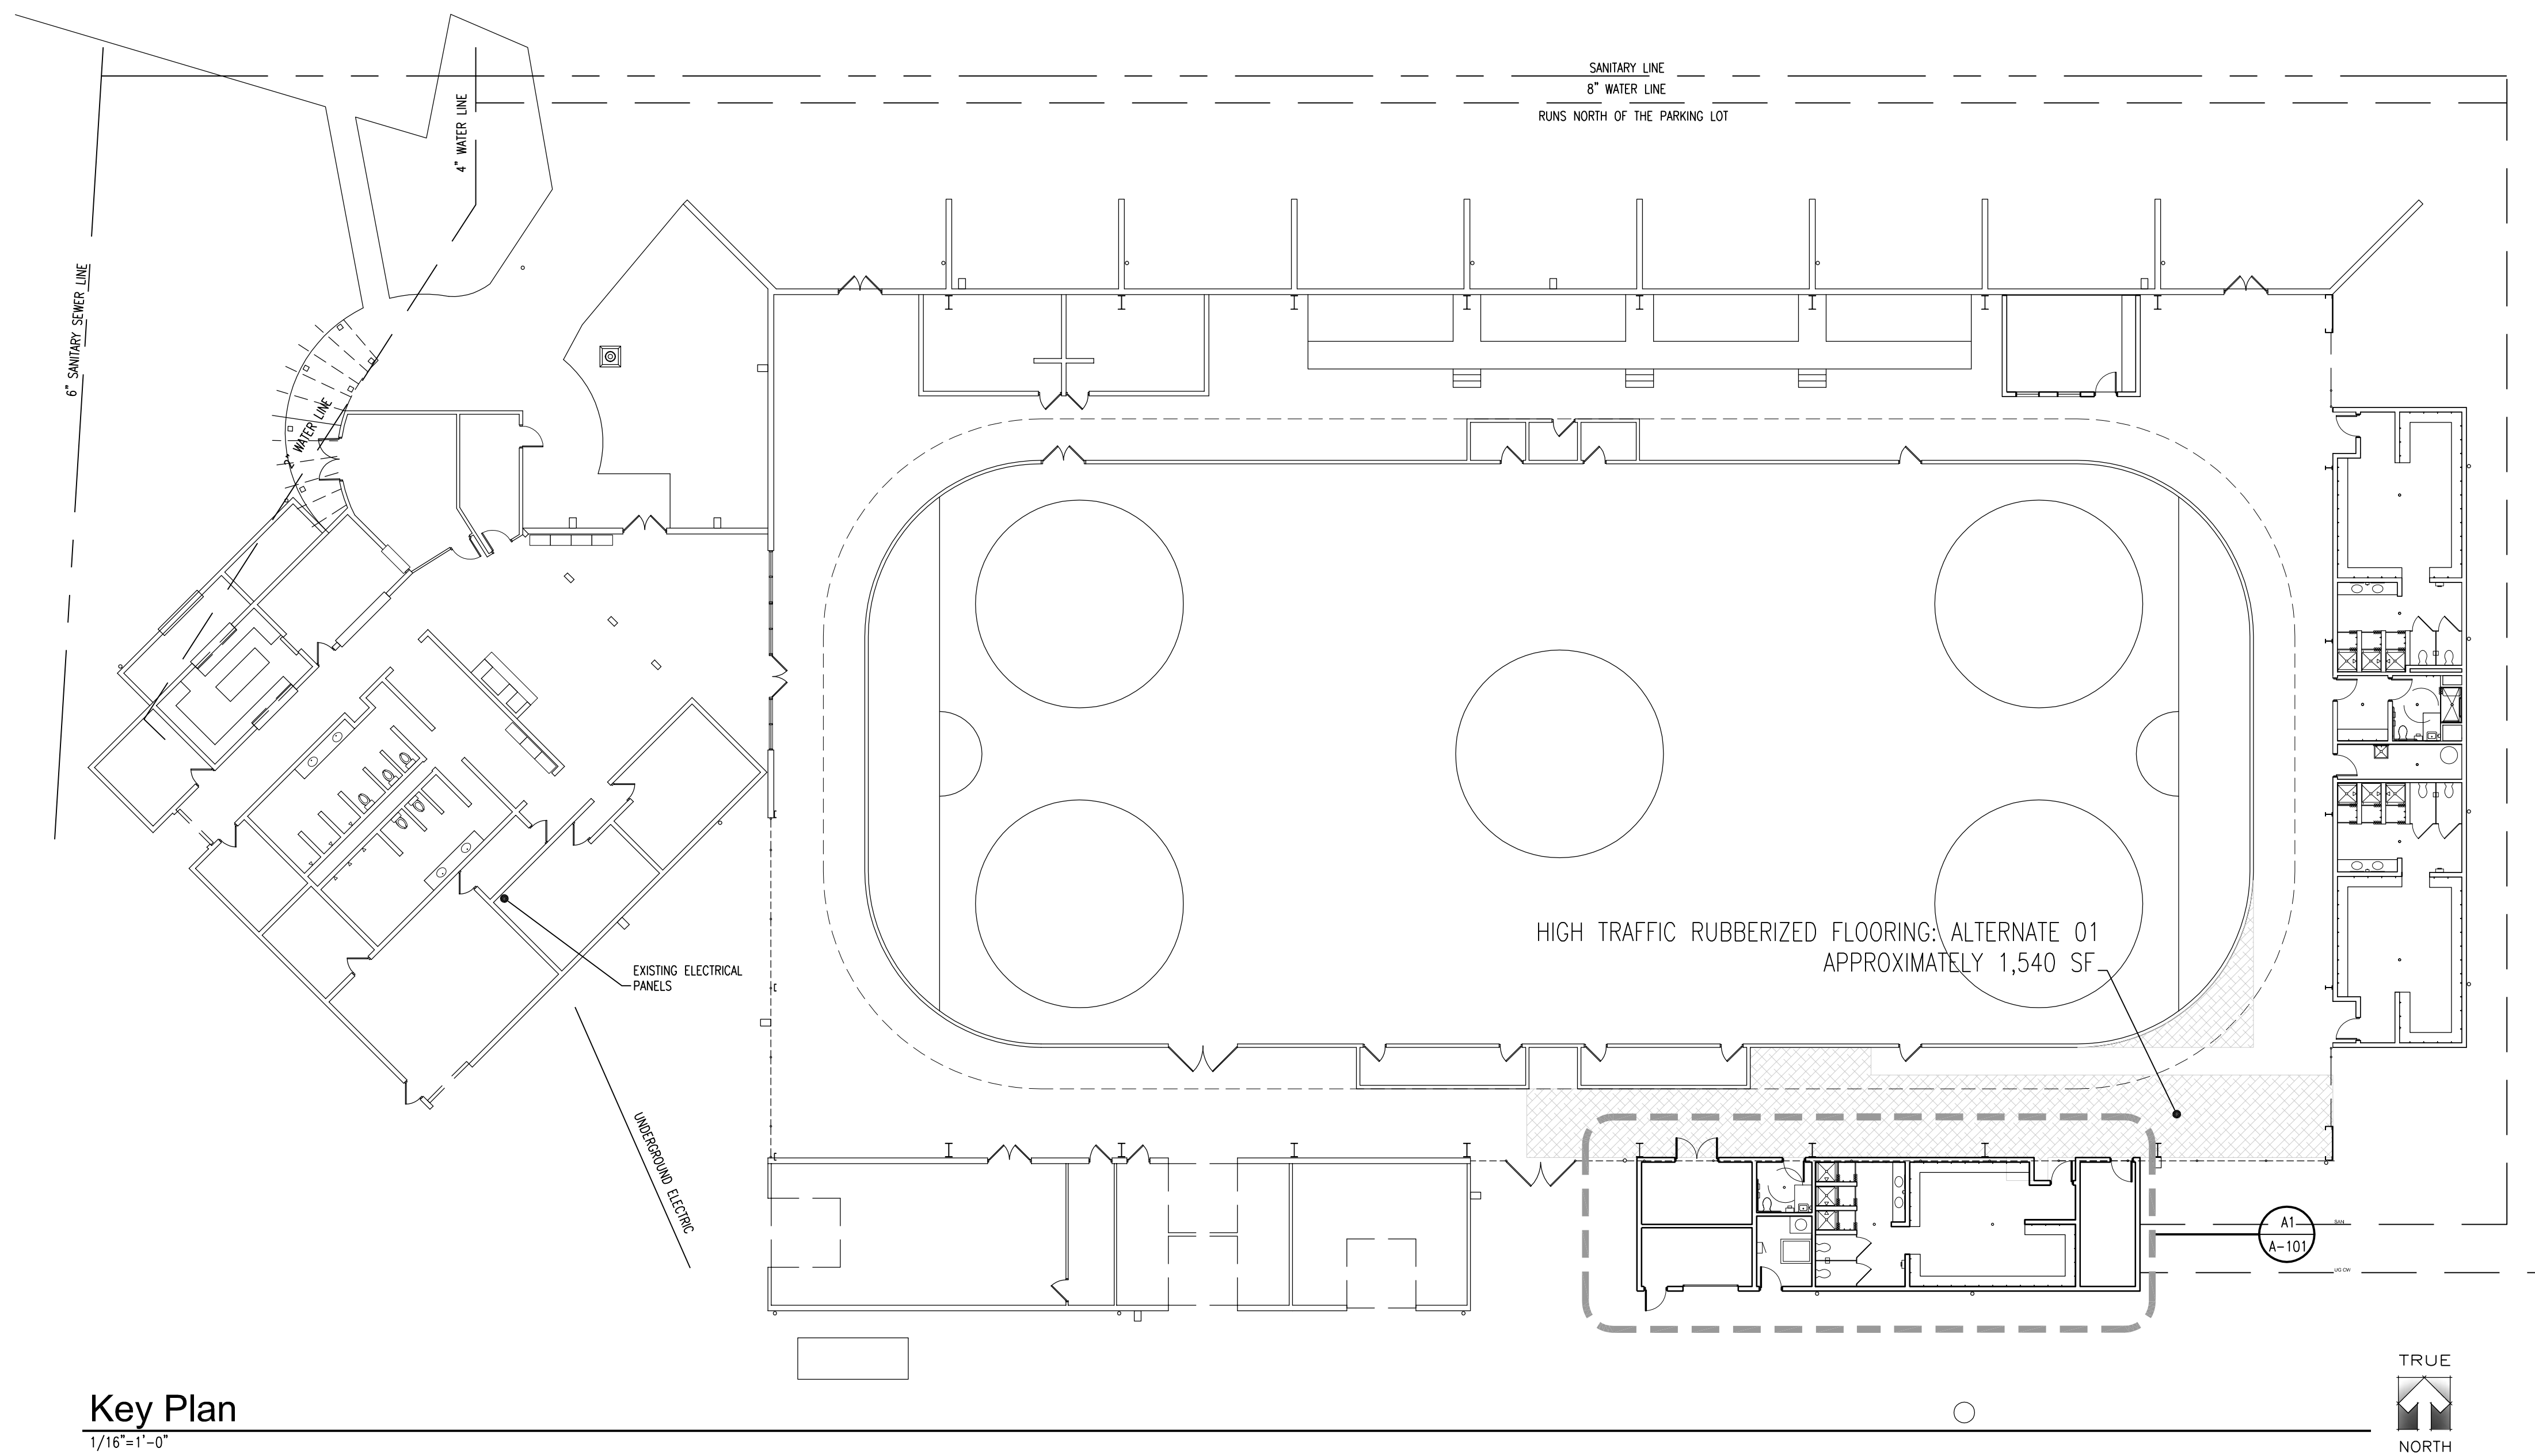 SANITARY LINE
8" WATER LINE
RUNS NORTH OF THE PARKING LOT
4" WATER LINE
6" SANITARY SEWER LINE
2" WATER LINE
HIGH TRAFFIC RUBBERIZED FLOORING: ALTERNATE 01
APPROXIMATELY 1,540 SF
EXISTING ELECTRICAL
PANELS
UNDERGROUND ELECTRIC
A1
A-101
SAN
UG CW
TRUE
NORTH
Key Plan
1/16"=1'-0"